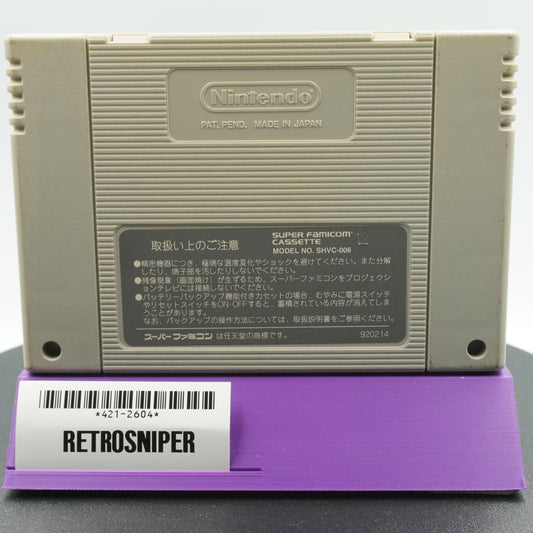 Nintendo
PAT. PEND. MADE IN JAPAN
取扱い上のご注意
SUPER FAMICOM
CASSETTE
MODEL NO. SHVC-006
●精密機器につき、極端な温度変化やショックを避けてください。また分解
したり、端子部を汚したりしないでください。
●残像現象(画面焼け)が生ずるため、スーパーファミコンをプロジェクショ
ンテレビには接続しないでください。
●バッテリーバックアップ機能付きカセットの場合、むやみに電源スイッチ
やリセットスイッチをON-OFFすると、蓄積されている内容が消えてしま
うことがあります。
なお、バックアップの操作方法については、取扱説明書をご参照ください。
スーパーファミコンは任天堂の商標です。
920214
*421-2604*
RETROSNIPER